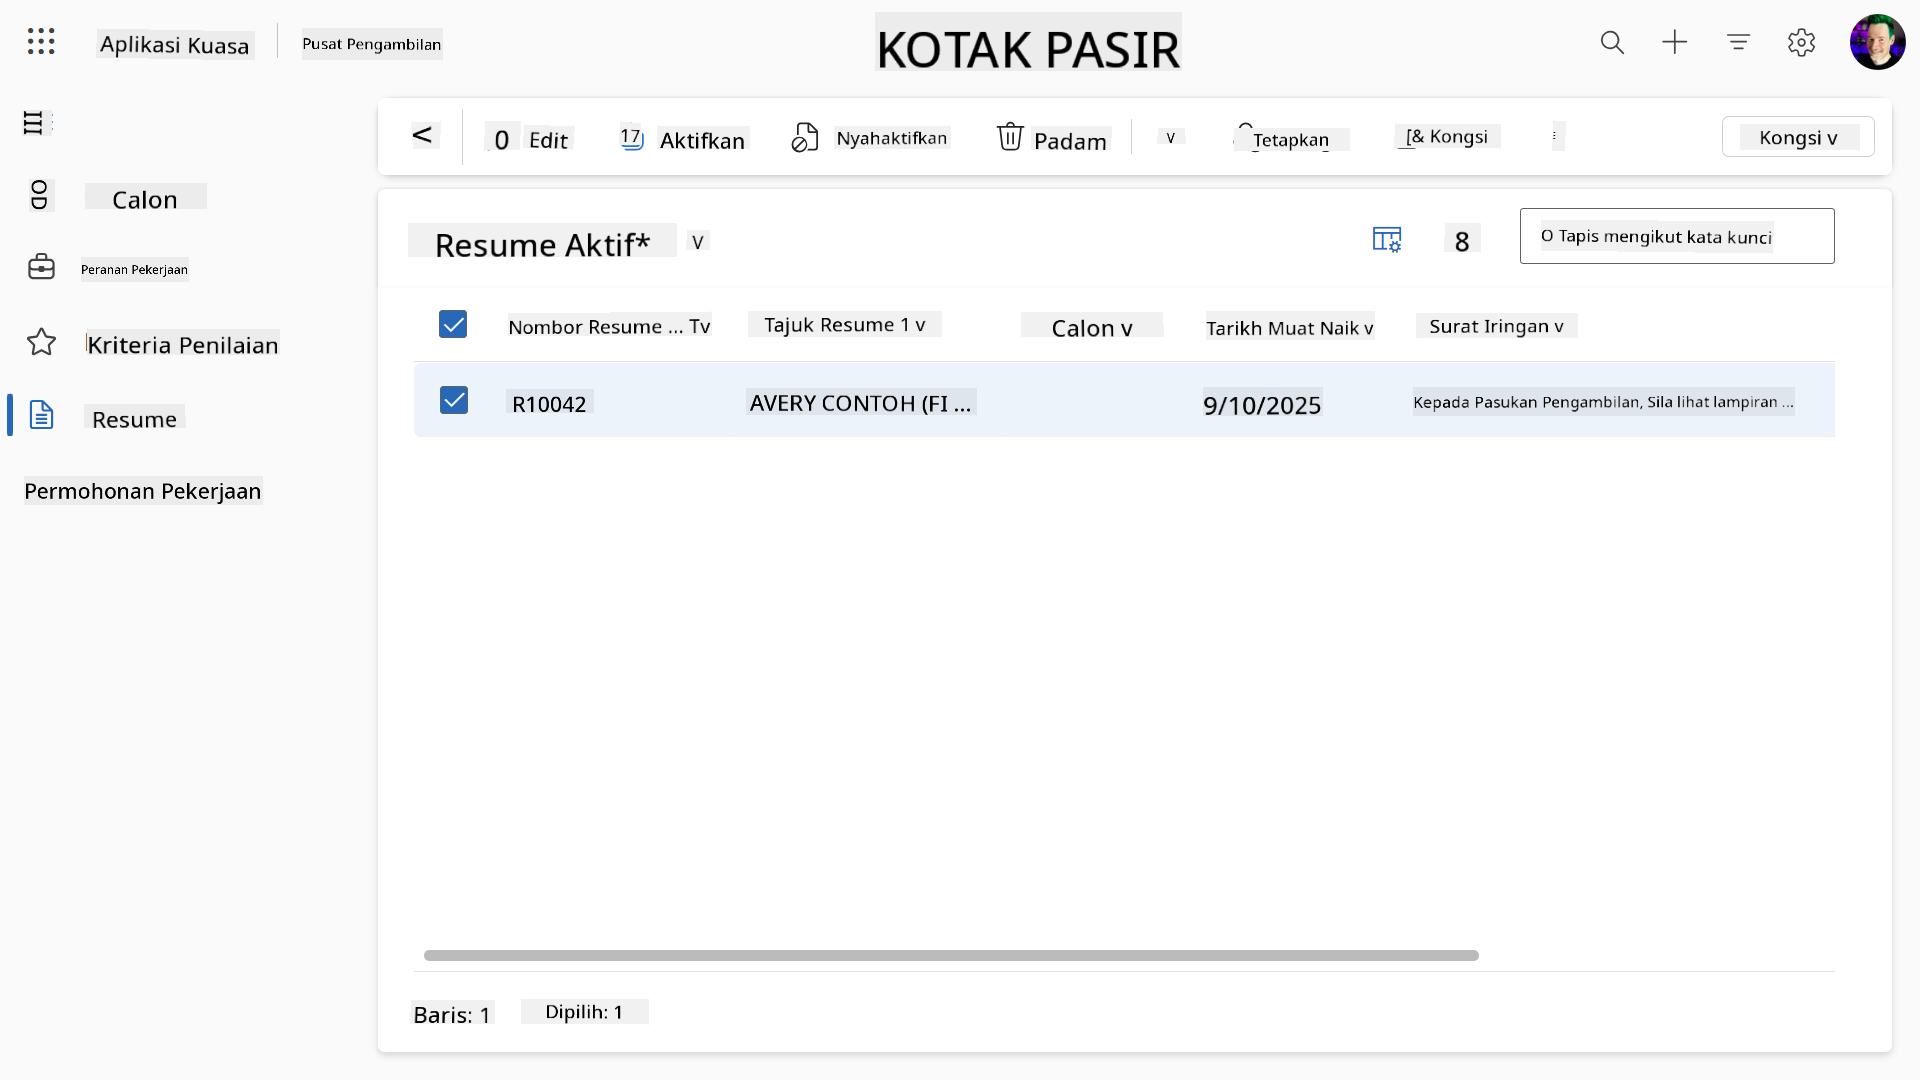 Aplikasi Kuasa
Pusat Pengambilan
KOTAK PASIR
Calon
Peranan Pekerjaan
Kriteria Penilaian
Resume
Permohonan Pekerjaan
< 0 Edit 17 Aktifkan Nyahaktifkan Padam v Tetapkan [& Kongsi Kongsi v
Resume Aktif* v
8
O Tapis mengikut kata kunci
Nombor Resume ... Tv Tajuk Resume 1 v Calon v Tarikh Muat Naik v Surat Iringan v
R10042 AVERY CONTOH (FI ... 9/10/2025 Kepada Pasukan Pengambilan, Sila lihat lampiran ...
Baris: 1 Dipilih: 1